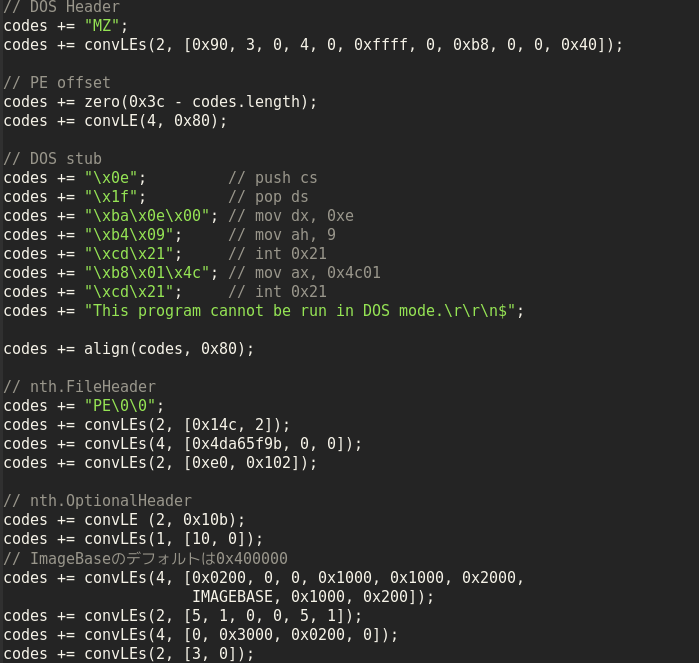 // DOS Header
codes += "MZ";
codes += convLEs(2, [0x90, 3, 0, 4, 0, 0xffff, 0, 0xb8, 0, 0, 0x40]);

// PE offset
codes += zero(0x3c - codes.length);
codes += convLE(4, 0x80);

// DOS stub
codes += "\x0e";         // push cs
codes += "\x1f";         // pop ds
codes += "\xba\x0e\x00"; // mov dx, 0xe
codes += "\xb4\x09";     // mov ah, 9
codes += "\xcd\x21";     // int 0x21
codes += "\xb8\x01\x4c"; // mov ax, 0x4c01
codes += "\xcd\x21";     // int 0x21
codes += "This program cannot be run in DOS mode.\r\r\n$";

codes += align(codes, 0x80);

// nth.FileHeader
codes += "PE\0\0";
codes += convLEs(2, [0x14c, 2]);
codes += convLEs(4, [0x4da65f9b, 0, 0]);
codes += convLEs(2, [0xe0, 0x102]);

// nth.OptionalHeader
codes += convLE (2, 0x10b);
codes += convLEs(1, [10, 0]);
// ImageBaseのデフォルトは0x400000
codes += convLEs(4, [0x0200, 0, 0, 0x1000, 0x1000, 0x2000,
                     IMAGEBASE, 0x1000, 0x200]);
codes += convLEs(2, [5, 1, 0, 0, 5, 1]);
codes += convLEs(4, [0, 0x3000, 0x0200, 0]);
codes += convLEs(2, [3, 0]);